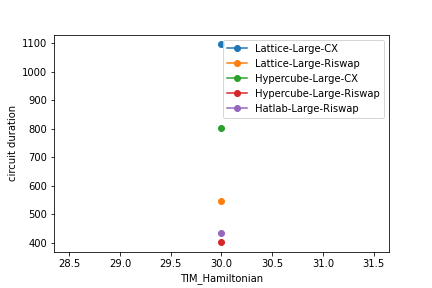 1100
1000
900
800
700
600
500
400
circuit duration
Lattice-Large-CX
Lattice-Large-Riswap
Hypercube-Large-CX
Hypercube-Large-Riswap
Hatlab-Large-Riswap
28.5 29.0 29.5 30.0 30.5 31.0 31.5
TIM_Hamiltonian